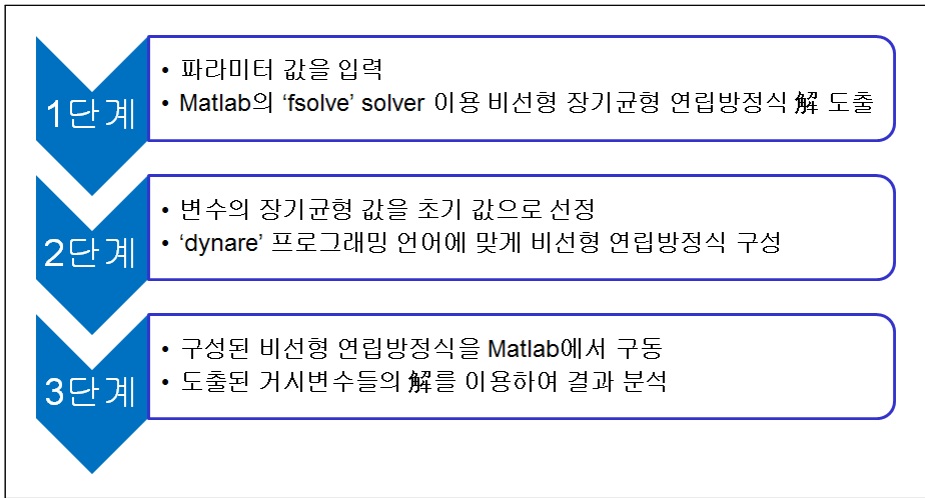 1단계
• 파라미터 값을 입력
• Matlab의 ‘fsolve’ solver 이용 비선형 장기균형 연립방정식 解 도출
2단계
• 변수의 장기균형 값을 초기 값으로 선정
• ‘dynare’ 프로그래밍 언어에 맞게 비선형 연립방정식 구성
3단계
• 구성된 비선형 연립방정식을 Matlab에서 구동
• 도출된 거시변수들의 解를 이용하여 결과 분석